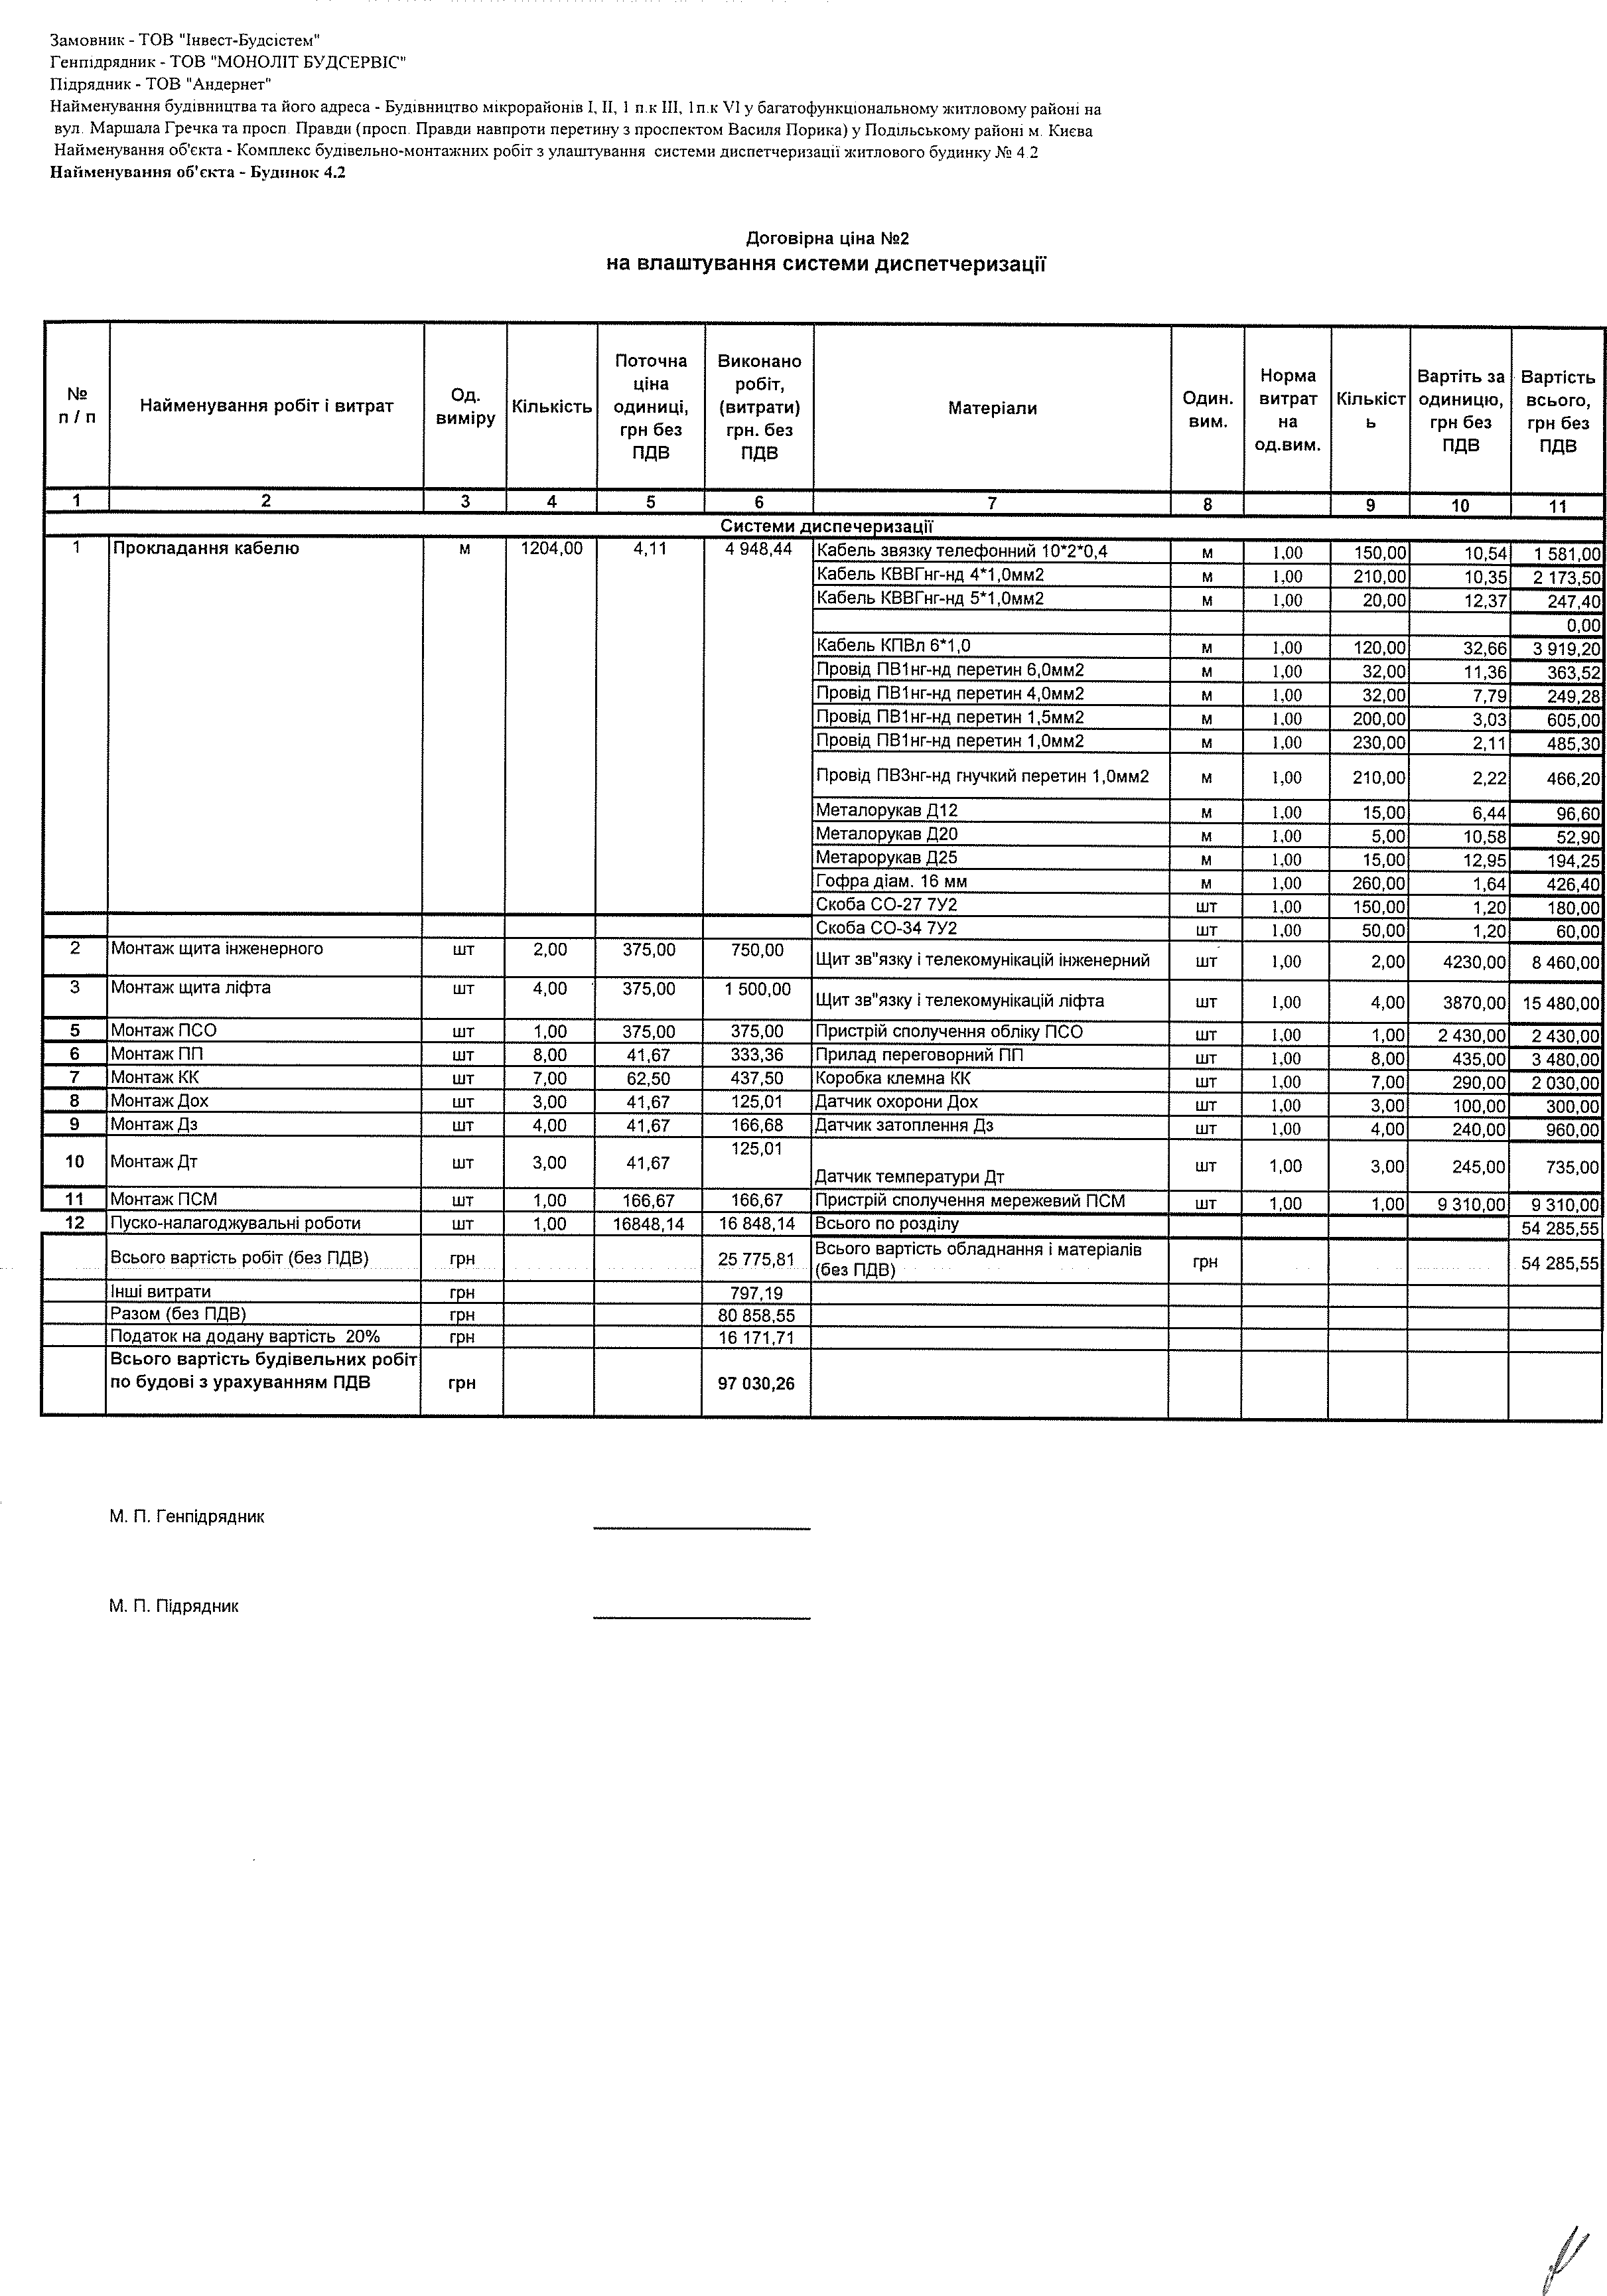 Замовник - ТОВ "Інвест-Будсістем"
Генпідрядник - ТОВ "МОНОЛІТ БУДСЕРВІС"
Підрядник - ТОВ "Андернет"
Найменування будівництва та його адреса - Будівництво мікрорайонів І, ІІ, 1 п.к ІІІ, 1п.к VІ у багатофункціональному житловому районі на
вул. Маршала Гречка та просп. Правди (просп. Правди навпроти перетину з проспектом Василя Порика) у Подільському районі м. Києва
Найменування об'єкта - Комплекс будівельно-монтажних робіт з улаштування системи диспетчеризації житлового будинку № 4.2
Найменування об'єкта - Будинок 4.2
Договірна ціна №2
на влаштування системи диспетчеризації
№ п / п Найменування робіт і витрат Од. виміру Кількість Поточна ціна одиниці, грн без ПДВ Виконано робіт, (витрати) грн. без ПДВ Матеріали Один. вим. Норма витрат на од.вим. Кількіст ь Вартіть за одиницю, грн без ПДВ Вартість всього, грн без ПДВ
1 2 3 4 5 6 7 8 9 10 11
Системи диспечеризації
1 Прокладання кабелю м 1204,00 4,11 4 948,44 Кабель звязку телефонний 10*2*0,4 м 1,00 150,00 10,54 1 581,00
Кабель КВВГнг-нд 4*1,0мм2 м 1,00 210,00 10,35 2 173,50
Кабель КВВГнг-нд 5*1,0мм2 м 1,00 20,00 12,37 247,40
0,00
Кабель КПВл 6*1,0 м 1,00 120,00 32,66 3 919,20
Провід ПВ1нг-нд перетин 6,0мм2 м 1,00 32,00 11,36 363,52
Провід ПВ1нг-нд перетин 4,0мм2 м 1,00 32,00 7,79 249,28
Провід ПВ1нг-нд перетин 1,5мм2 м 1,00 200,00 3,03 605,00
Провід ПВ1нг-нд перетин 1,0мм2 м 1,00 230,00 2,11 485,30
Провід ПВ3нг-нд гнучкий перетин 1,0мм2 м 1,00 210,00 2,22 466,20
Металорукав Д12 м 1,00 15,00 6,44 96,60
Металорукав Д20 м 1,00 5,00 10,58 52,90
Метарорукав Д25 м 1,00 15,00 12,95 194,25
Гофра діам. 16 мм м 1,00 260,00 1,64 426,40
Скоба СО-27 7У2 шт 1,00 150,00 1,20 180,00
Скоба СО-34 7У2 шт 1,00 50,00 1,20 60,00
2 Монтаж щита інженерного шт 2,00 375,00 750,00 Щит зв"язку і телекомунікацій інженерний шт 1,00 2,00 4230,00 8 460,00
3 Монтаж щита ліфта шт 4,00 375,00 1 500,00 Щит зв"язку і телекомунікацій ліфта шт 1,00 4,00 3870,00 15 480,00
5 Монтаж ПСО шт 1,00 375,00 375,00 Пристрій сполучення обліку ПСО шт 1,00 1,00 2 430,00 2 430,00
6 Монтаж ПП шт 8,00 41,67 333,36 Прилад переговорний ПП шт 1,00 8,00 435,00 3 480,00
7 Монтаж КК шт 7,00 62,50 437,50 Коробка клемна КК шт 1,00 7,00 290,00 2 030,00
8 Монтаж Дох шт 3,00 41,67 125,01 Датчик охорони Дох шт 1,00 3,00 100,00 300,00
9 Монтаж Дз шт 4,00 41,67 166,68 Датчик затоплення Дз шт 1,00 4,00 240,00 960,00
10 Монтаж Дт шт 3,00 41,67 125,01 Датчик температури Дт шт 1,00 3,00 245,00 735,00
11 Монтаж ПСМ шт 1,00 166,67 166,67 Пристрій сполучення мережевий ПСМ шт 1,00 1,00 9 310,00 9 310,00
12 Пуско-налагоджувальні роботи шт 1,00 16848,14 16 848,14 Всього по розділу 54 285,55
Всього вартість робіт (без ПДВ) грн 25 775,81 Всього вартість обладнання і матеріалів (без ПДВ) грн 54 285,55
Інші витрати грн 797,19
Разом (без ПДВ) грн 80 858,55
Податок на додану вартість 20% грн 16 171,71
Всього вартість будівельних робіт по будові з урахуванням ПДВ грн 97 030,26
М. П. Генпідрядник
М. П. Підрядник